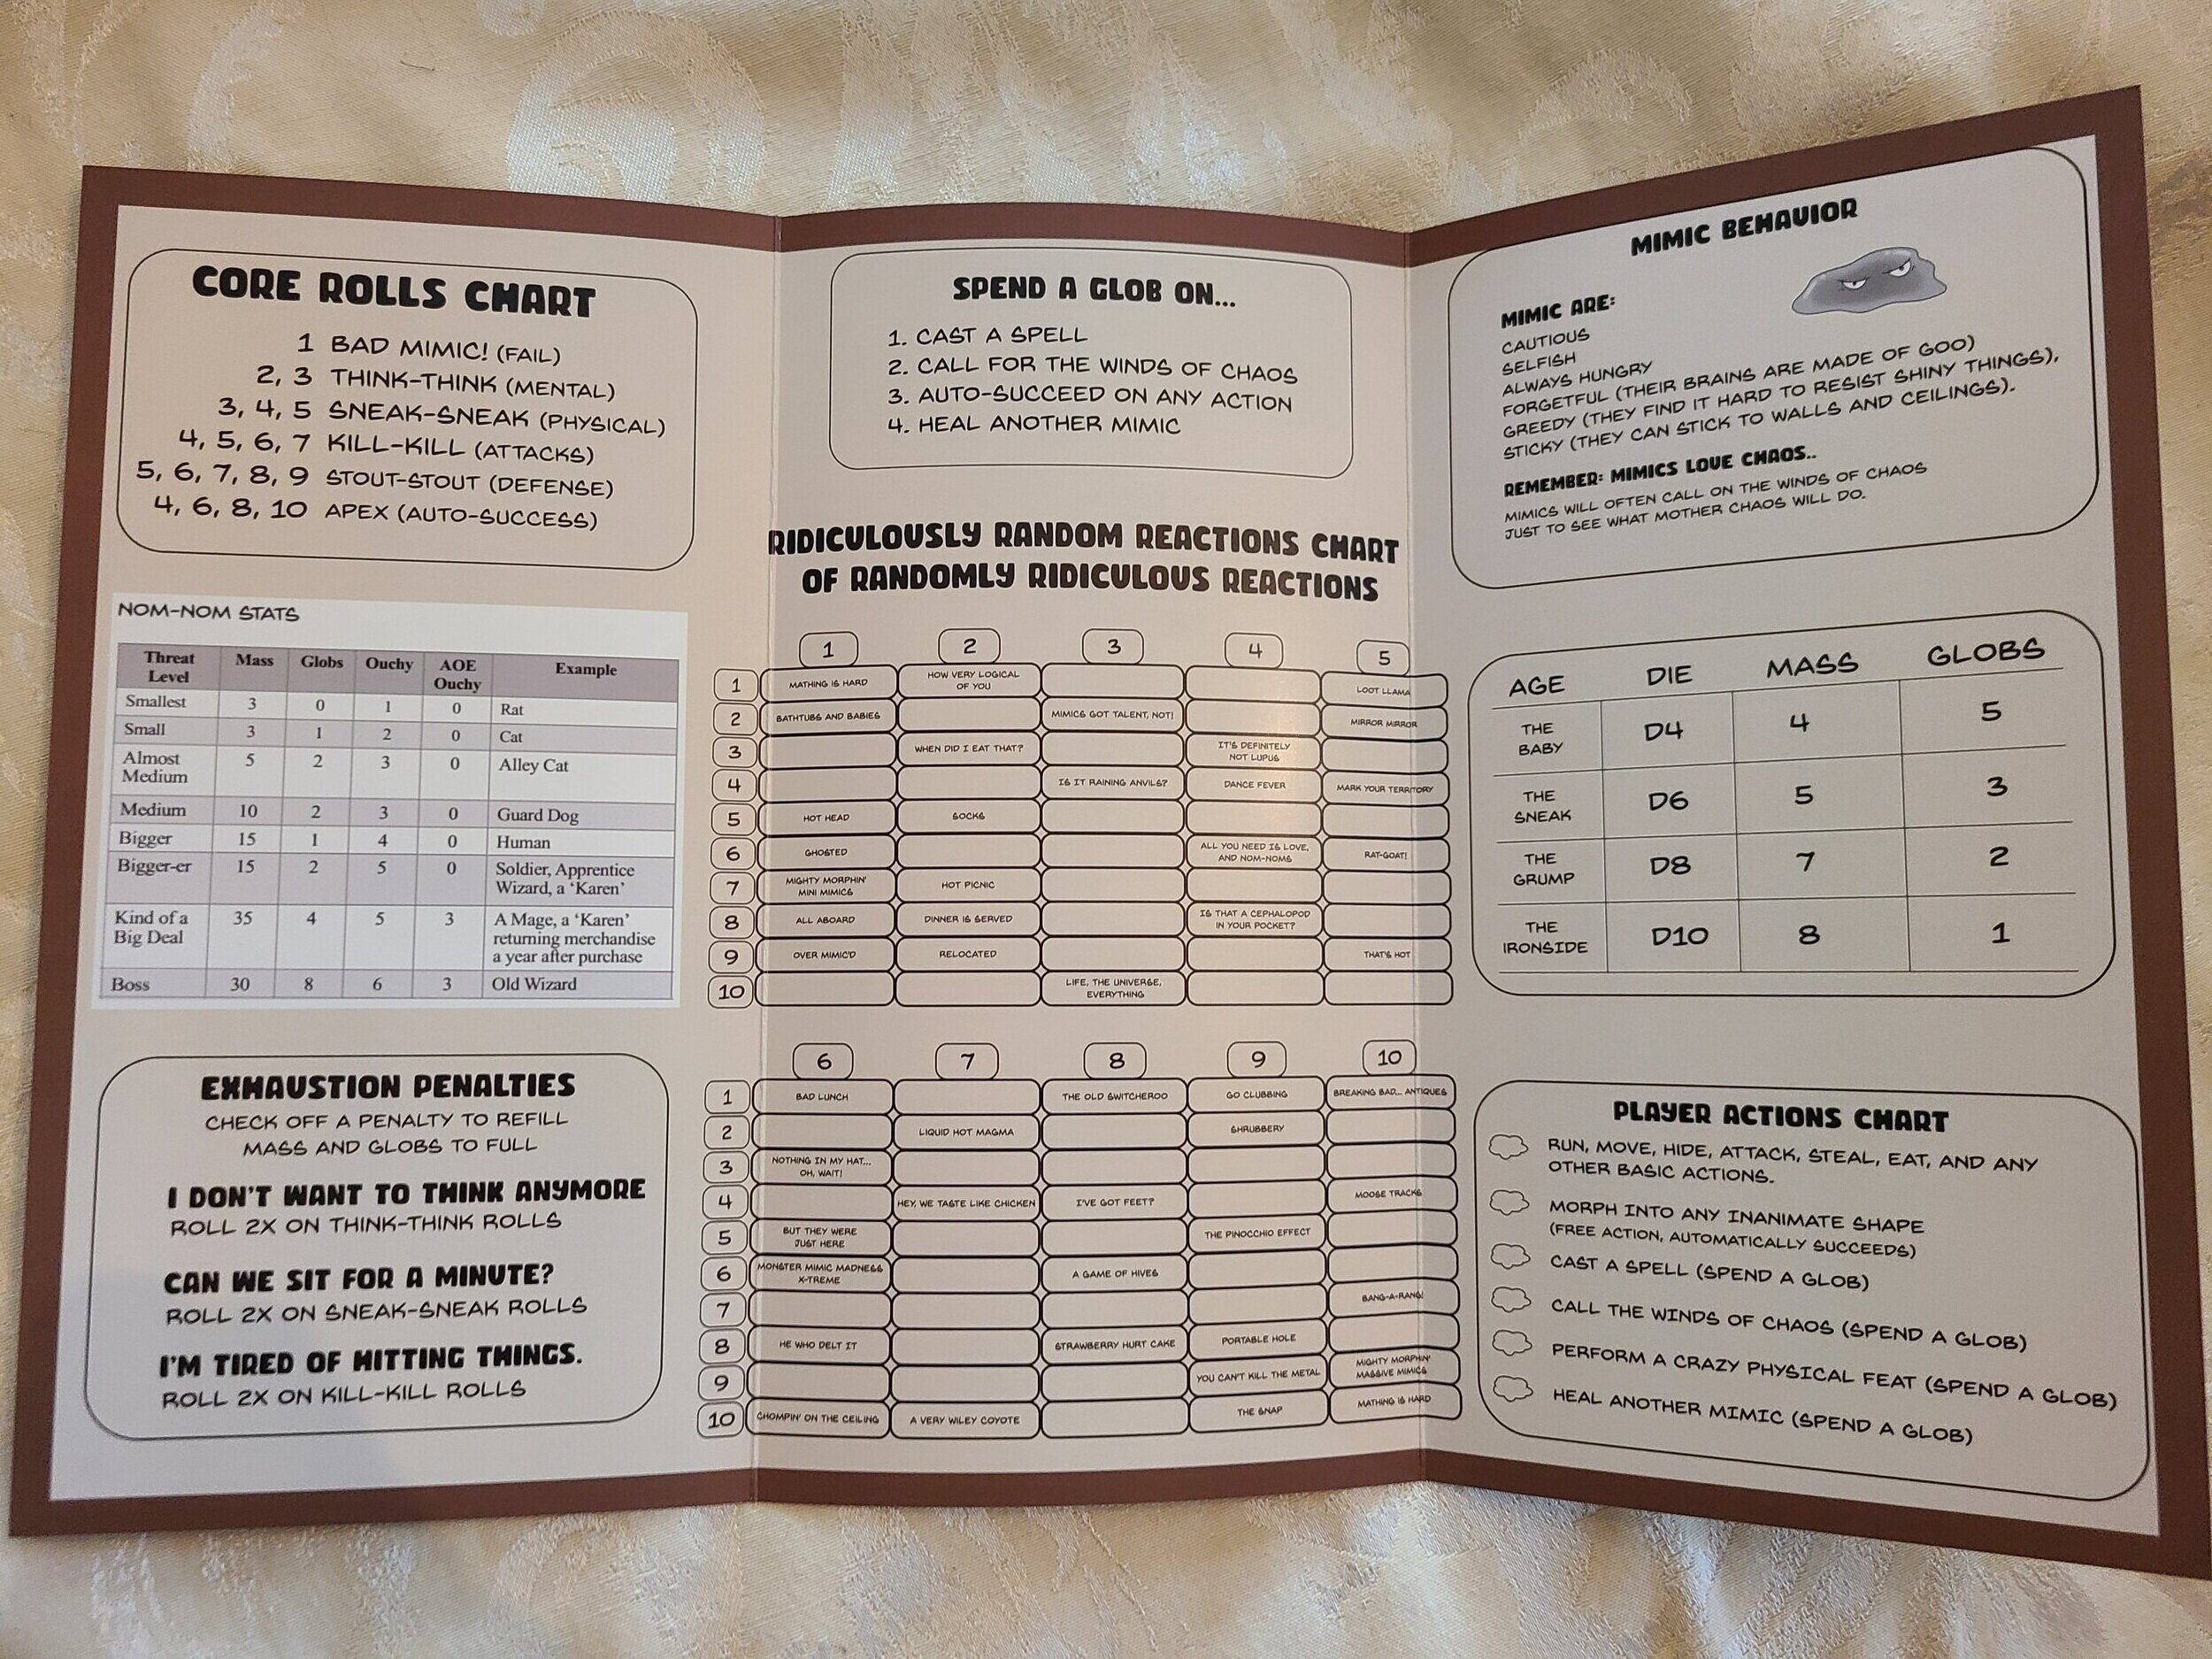 CORE ROLLS CHART
1 BAD MIMIC! (FAIL)
2, 3 THINK-THINK (MENTAL)
3, 4, 5 SNEAK-SNEAK (PHYSICAL)
4, 5, 6, 7 KILL-KILL (ATTACKS)
5, 6, 7, 8, 9 STOUT-STOUT (DEFENSE)
4, 6, 8, 10 APEX (AUTO-SUCCESS)
NOM-NOM STATS
Threat Level Mass Globs Ouchy AOE Ouchy Example
Smallest 3 0 1 0 Rat
Small 3 1 2 0 Cat
Almost Medium 5 2 3 0 Alley Cat
Medium 10 2 3 0 Guard Dog
Bigger 15 1 4 0 Human
Bigger-er 15 2 5 0 Soldier, Apprentice
Wizard, a ‘Karen’
Kind of a Big Deal 35 4 5 3 A Mage, a ‘Karen’
returning merchandise
a year after purchase
Boss 30 8 6 3 Old Wizard
EXHAUSTION PENALTIES
CHECK OFF A PENALTY TO REFILL
MASS AND GLOBS TO FULL
I DON'T WANT TO THINK ANYMORE
ROLL 2X ON THINK-THINK ROLLS
CAN WE SIT FOR A MINUTE?
ROLL 2X ON SNEAK-SNEAK ROLLS
I'M TIRED OF HITTING THINGS.
ROLL 2X ON KILL-KILL ROLLS
SPEND A GLOB ON...
1. CAST A SPELL
2. CALL FOR THE WINDS OF CHAOS
3. AUTO-SUCCEED ON ANY ACTION
4. HEAL ANOTHER MIMIC
RIDICULOUSLY RANDOM REACTIONS CHART
OF RANDOMLY RIDICULOUS REACTIONS
1 2 3 4 5
1 MATHING IS HARD HOW VERY LOGICAL OF YOU LOOT LLAMA
2 BATHTUBS AND BABIES MIMICS GOT TALENT, NOT! MIRROR MIRROR
3 WHEN DID I EAT THAT? IT'S DEFINITELY NOT LUPUS
4 IS IT RAINING ANVILS? DANCE FEVER MARK YOUR TERRITORY
5 HOT HEAD SOCKS
6 GHOSTED ALL YOU NEED IS LOVE, AND NOM-NOMS RAT-GOAT!
7 MIGHTY MORPHIN' MINI MIMICS HOT PICNIC
8 ALL ABOARD DINNER IS SERVED IS THAT A CEPHALOPOD IN YOUR POCKET?
9 OVER MIMIC'D RELOCATED THAT'S HOT
10 LIFE, THE UNIVERSE, EVERYTHING
6 7 8 9 10
1 BAD LUNCH THE OLD SWITCHEROO GO CLUBBING BREAKING BAD... ANTIQUES
2 LIQUID HOT MAGMA SHRUBBERY
3 NOTHING IN MY HAT... OH, WAIT!
4 HEY, WE TASTE LIKE CHICKEN I'VE GOT FEET? MOOSE TRACKS
5 BUT THEY WERE JUST HERE THE PINOCCHIO EFFECT
6 MONSTER MIMIC MADNESS X-TREME A GAME OF HIVES
7 BANG-A-RANG!
8 HE WHO DELT IT STRAWBERRY HURT CAKE PORTABLE HOLE
9 YOU CAN'T KILL THE METAL MIGHTY MORPHIN' MASSIVE MIMICS
10 CHOMPIN' ON THE CEILING A VERY WILEY COYOTE THE SNAP MATHING IS HARD
MIMIC BEHAVIOR
MIMIC ARE:
CAUTIOUS
SELFISH
ALWAYS HUNGRY
FORGETFUL (THEIR BRAINS ARE MADE OF GOO)
GREEDY (THEY FIND IT HARD TO RESIST SHINY THINGS),
STICKY (THEY CAN STICK TO WALLS AND CEILINGS).
REMEMBER: MIMICS LOVE CHAOS..
MIMICS WILL OFTEN CALL ON THE WINDS OF CHAOS
JUST TO SEE WHAT MOTHER CHAOS WILL DO.
AGE DIE MASS GLOBS
THE BABY D4 4 5
THE SNEAK D6 5 3
THE GRUMP D8 7 2
THE IRONSIDE D10 8 1
PLAYER ACTIONS CHART
RUN, MOVE, HIDE, ATTACK, STEAL, EAT, AND ANY
OTHER BASIC ACTIONS.
MORPH INTO ANY INANIMATE SHAPE
(FREE ACTION, AUTOMATICALLY SUCCEEDS)
CAST A SPELL (SPEND A GLOB)
CALL THE WINDS OF CHAOS (SPEND A GLOB)
PERFORM A CRAZY PHYSICAL FEAT (SPEND A GLOB)
HEAL ANOTHER MIMIC (SPEND A GLOB)